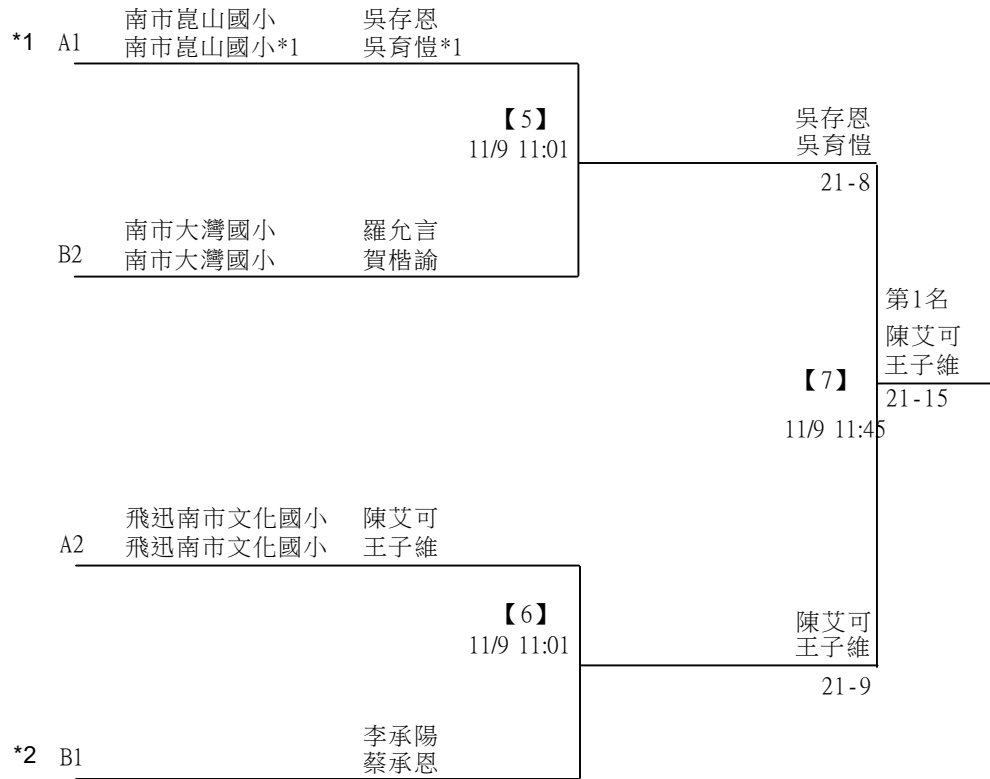 *1 A1 南市崑山國小 吳存恩
南市崑山國小*1 吳育愷*1
【5】
11/9 11:01
吳存恩
吳育愷
21-8
B2 南市大灣國小 羅允言
南市大灣國小 賀楷諭
第1名
陳艾可
王子維
【7】
21-15
11/9 11:45
A2 飛迅南市文化國小 陳艾可
飛迅南市文化國小 王子維
【6】
11/9 11:01
陳艾可
王子維
21-9
*2 B1 李承陽
蔡承恩